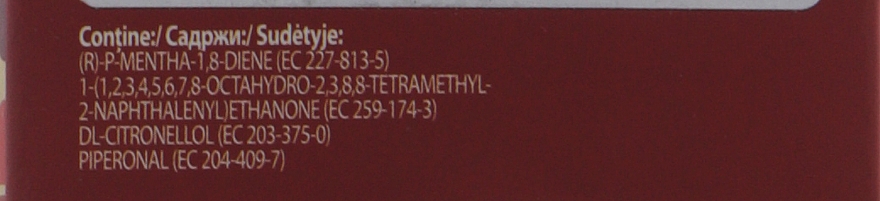 Conține:/ Садржи:/ Sudėtyje:
(R)-P-MENTHA-1,8-DIENE (EC 227-813-5)
1-(1,2,3,4,5,6,7,8-OCTAHYDRO-2,3,8,8-TETRAMETHYL-
2-NAPHTHALENYL)ETHANONE (EC 259-174-3)
DL-CITRONELLOL (EC 203-375-0)
PIPERONAL (EC 204-409-7)